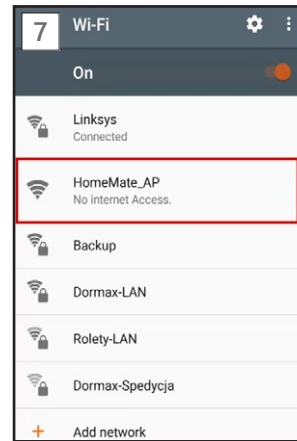 7
Wi-Fi
On
Linksys
Connected
HomeMate_AP
No internet Access.
Backup
Dormax-LAN
Rolety-LAN
Dormax-Spedycja
+ Add network